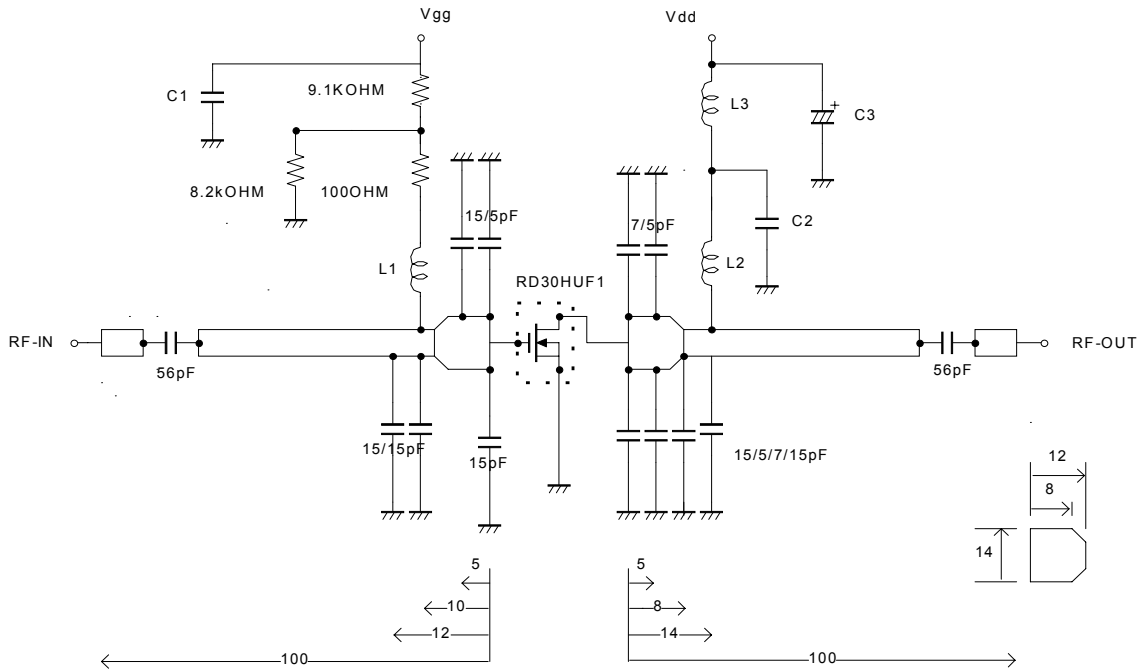 Vgg
Vdd
C1
9.1KOHM
L3
+
C3
8.2kOHM
100OHM
15/5pF
7/5pF
C2
L1
L2
RD30HUF1
RF-IN
RF-OUT
56pF
56pF
15/15pF
15pF
15/5/7/15pF
12
8
14
5
5
10
8
12
14
100
100